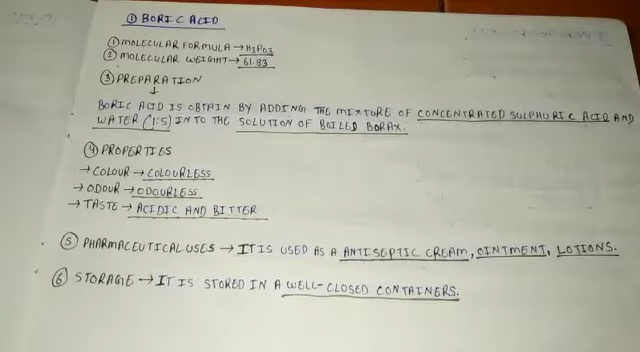 ① BORIC ACID
① MOLECULAR FORMULA → H3PO3
② MOLECULAR WEIGHT → 61.83
③ PREPARATION
↓
BORIC ACID IS OBTAIN BY ADDING THE MIXTURE OF CONCENTRATED SULPHURIC ACID AND
WATER (1:5) INTO THE SOLUTION OF BOILED BORAX.
④ PROPERTIES
→ COLOUR → COLOURLESS
→ ODOUR → ODOURLESS
→ TASTE → ACIDIC AND BITTER
⑤ PHARMACEUTICAL USES → IT IS USED AS A ANTISEPTIC CREAM, OINTMENT, LOTIONS.
⑥ STORAGE → IT IS STORED IN A WELL-CLOSED CONTAINERS.